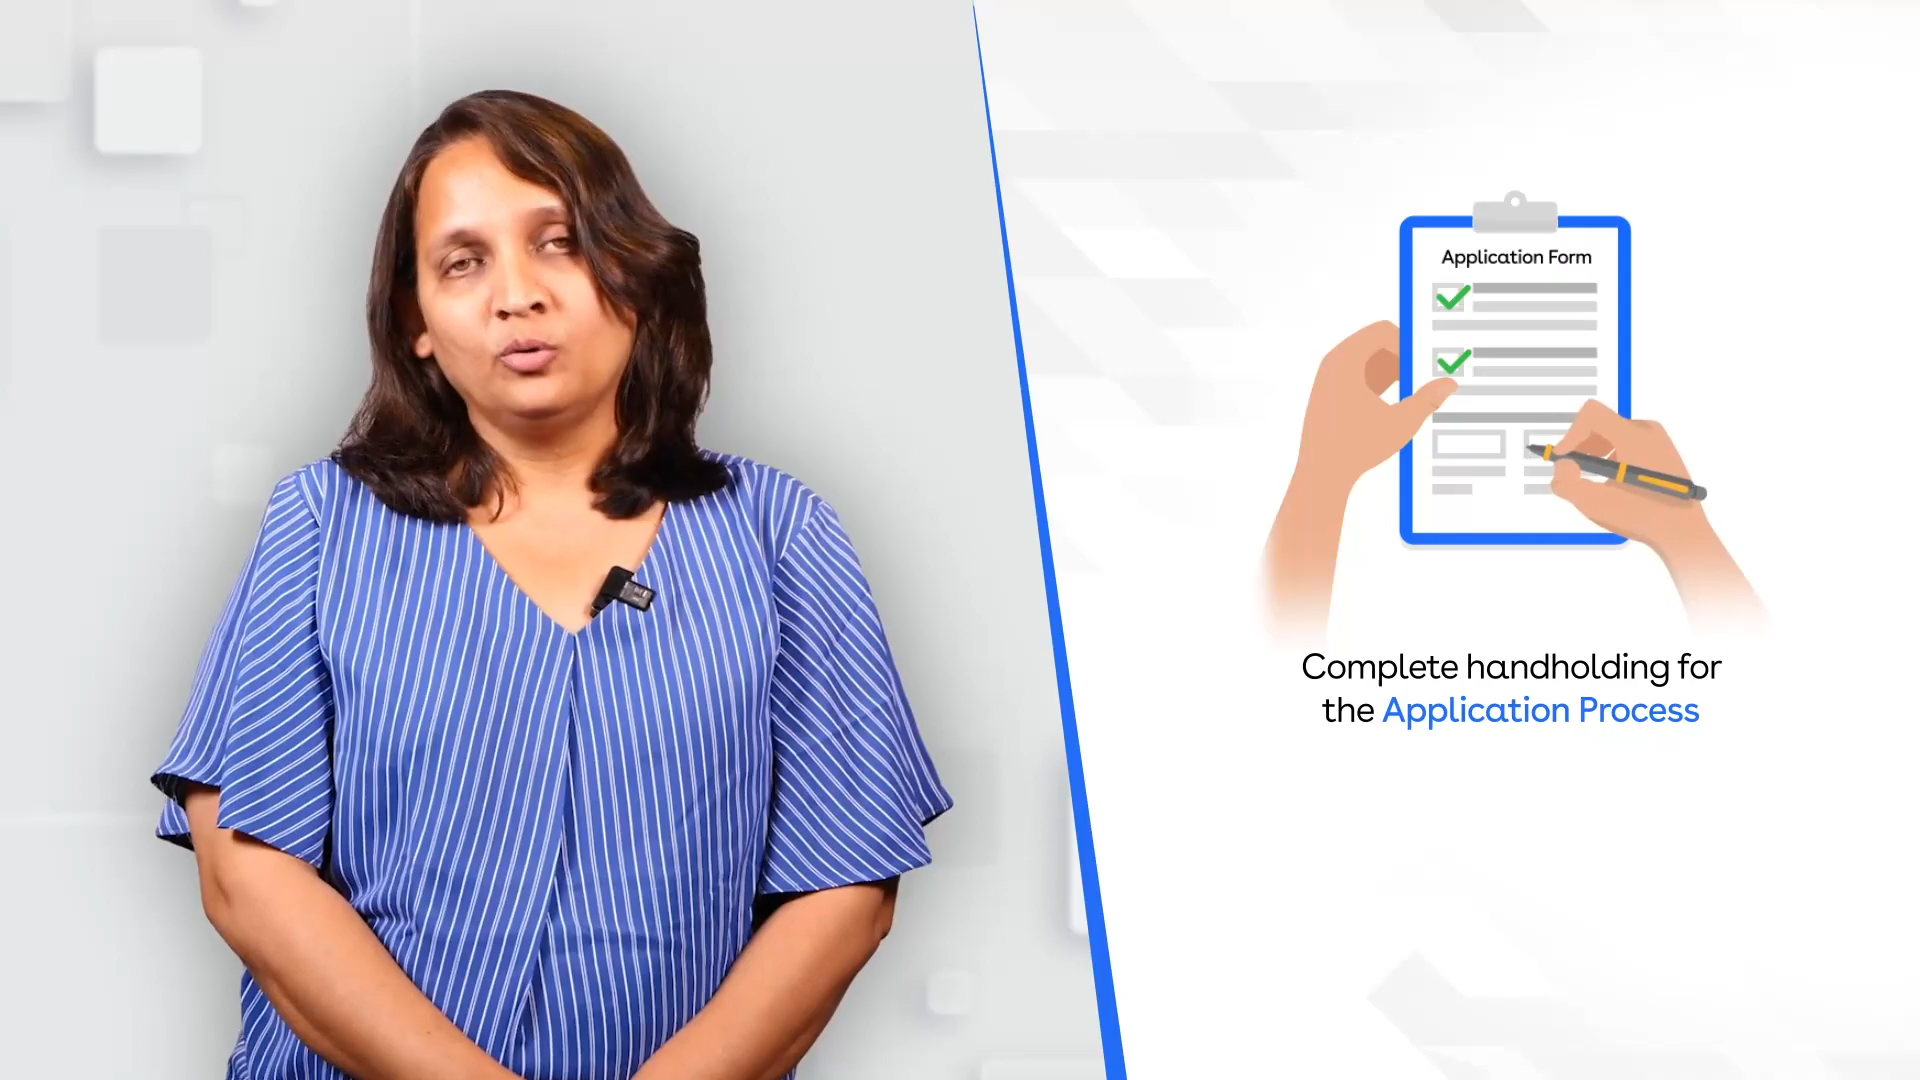 Application Form
Complete handholding for
the Application Process